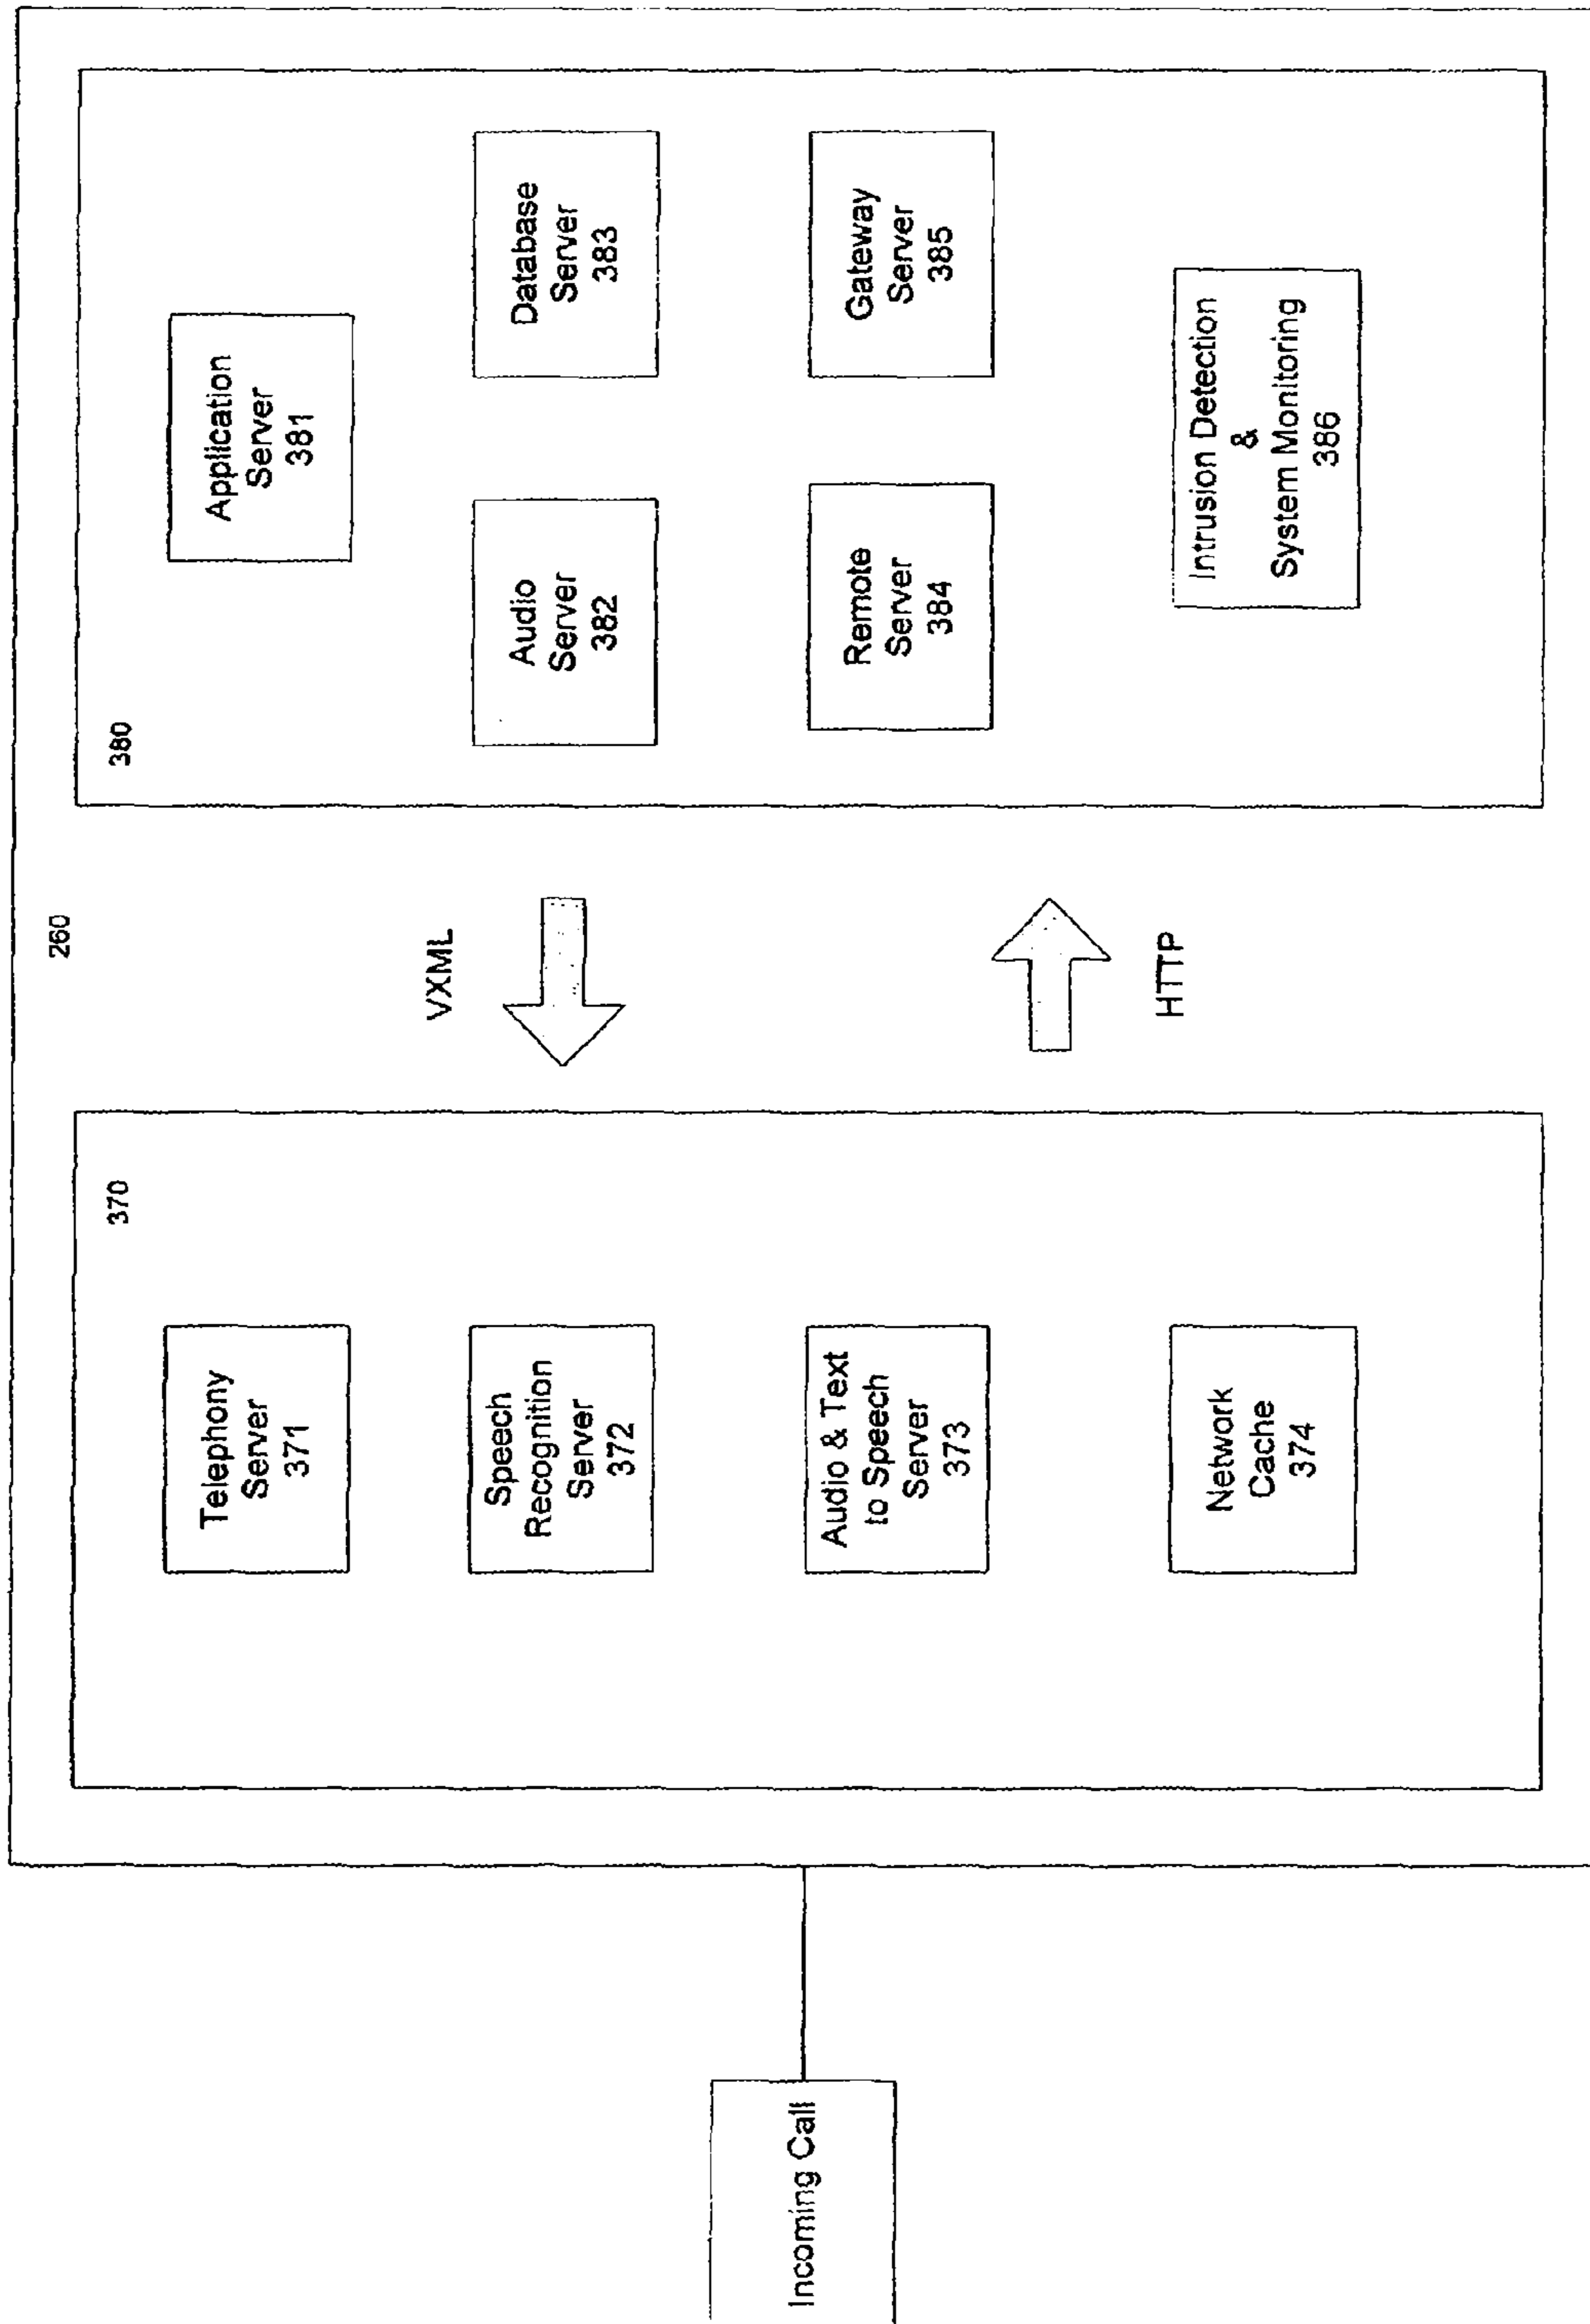 260
370
Telephony
Server
371
Speech
Recognition
Server
372
Audio & Text
to Speech
Server
373
Network
Cache
374
VXML
HTTP
380
Application
Server
381
Audio
Server
382
Database
Server
383
Remote
Server
384
Gateway
Server
385
Intrusion Detection
&
System Monitoring
386
Incoming Call